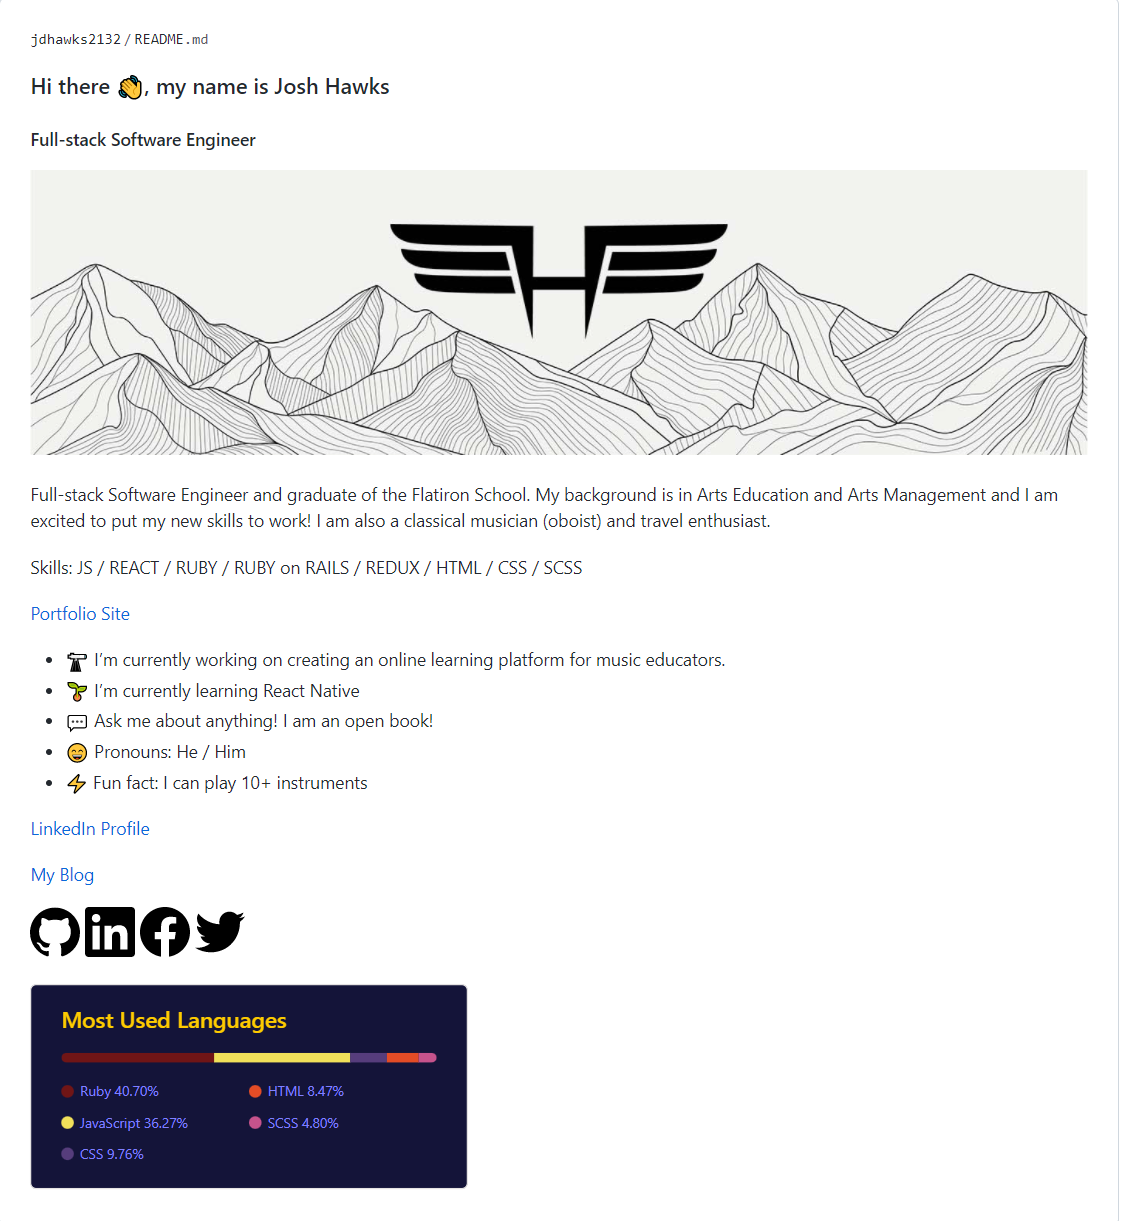 jdhawks2132 / README.md
Hi there 👋, my name is Josh Hawks
Full-stack Software Engineer
Full-stack Software Engineer and graduate of the Flatiron School. My background is in Arts Education and Arts Management and I am
excited to put my new skills to work! I am also a classical musician (oboist) and travel enthusiast.
Skills: JS / REACT / RUBY / RUBY on RAILS / REDUX / HTML / CSS / SCSS
Portfolio Site
• 🔭 I’m currently working on creating an online learning platform for music educators.
• 🌱 I’m currently learning React Native
• 💬 Ask me about anything! I am an open book!
• 😄 Pronouns: He / Him
• ⚡ Fun fact: I can play 10+ instruments
LinkedIn Profile
My Blog
in
Most Used Languages
Ruby 40.70%
JavaScript 36.27%
CSS 9.76%
HTML 8.47%
SCSS 4.80%